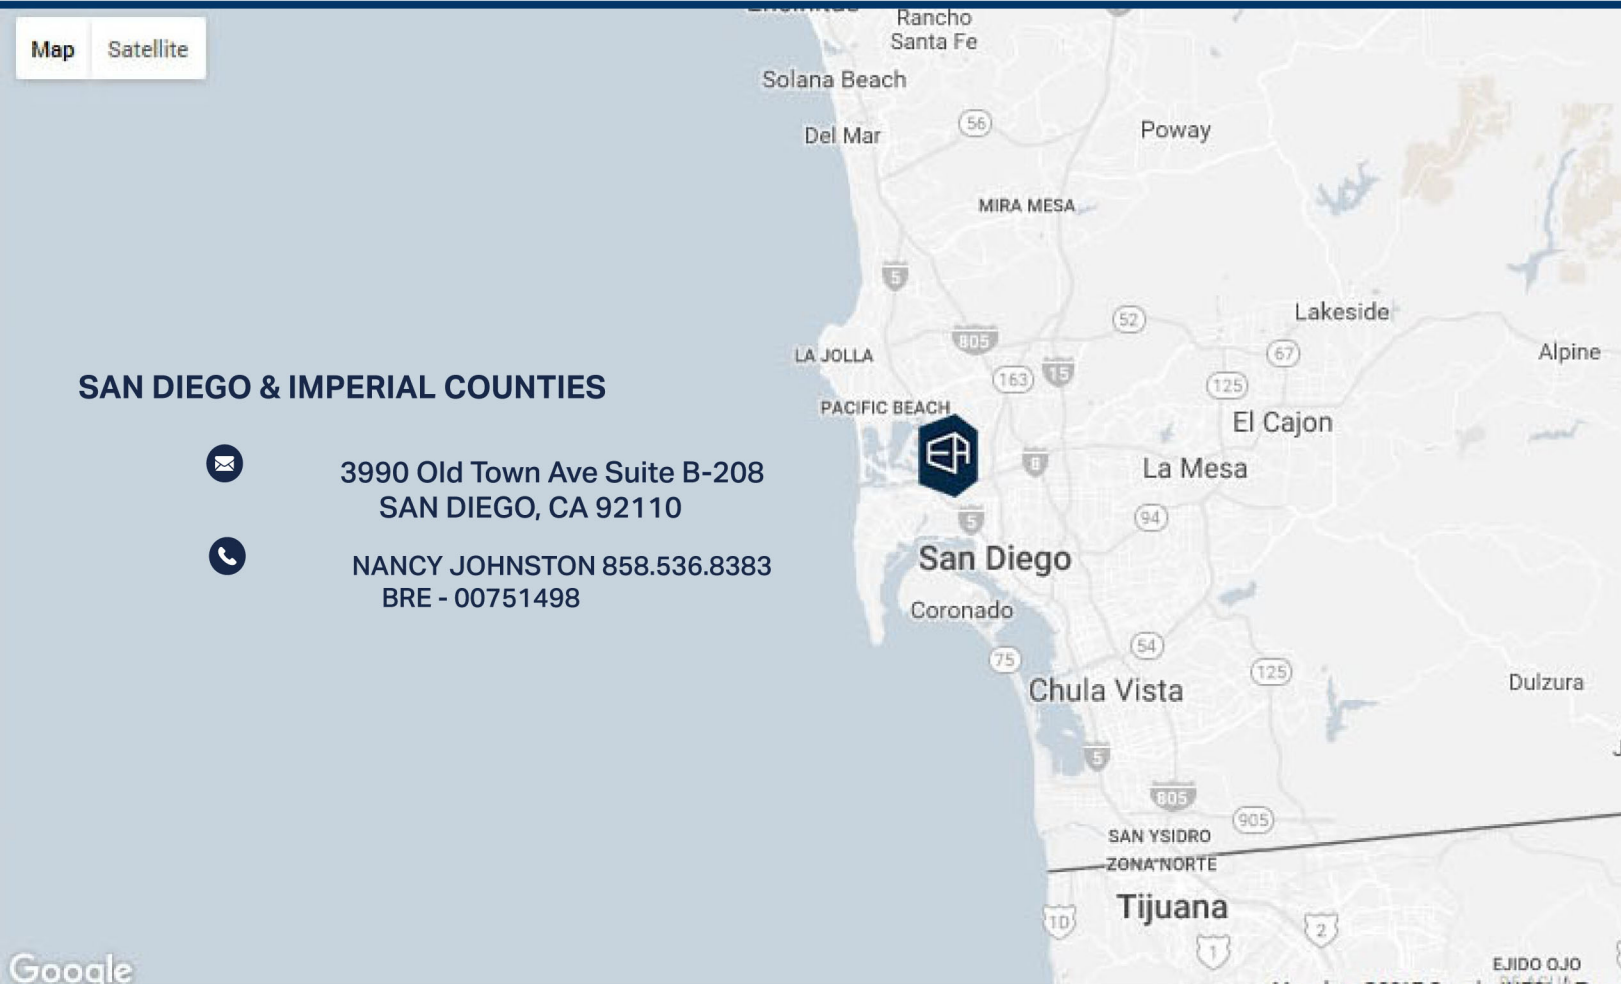 Encinitas
Rancho
Santa Fe
Map
Satellite
Solana Beach
56
Del Mar
Poway
MIRA MESA
5
52
Lakeside
805
LA JOLLA
67
Alpine
163
15
125
SAN DIEGO & IMPERIAL COUNTIES
PACIFIC BEACH
El Cajon
EA
8
La Mesa
3990 Old Town Ave Suite B-208
SAN DIEGO, CA 92110
5
94
San Diego
NANCY JOHNSTON 858.536.8383
BRE - 00751498
Coronado
54
75
125
Chula Vista
Dulzura
J
5
805
905
SAN YSIDRO
ZONA NORTE
Tijuana
1D
2
1
Google
EJIDO OJO